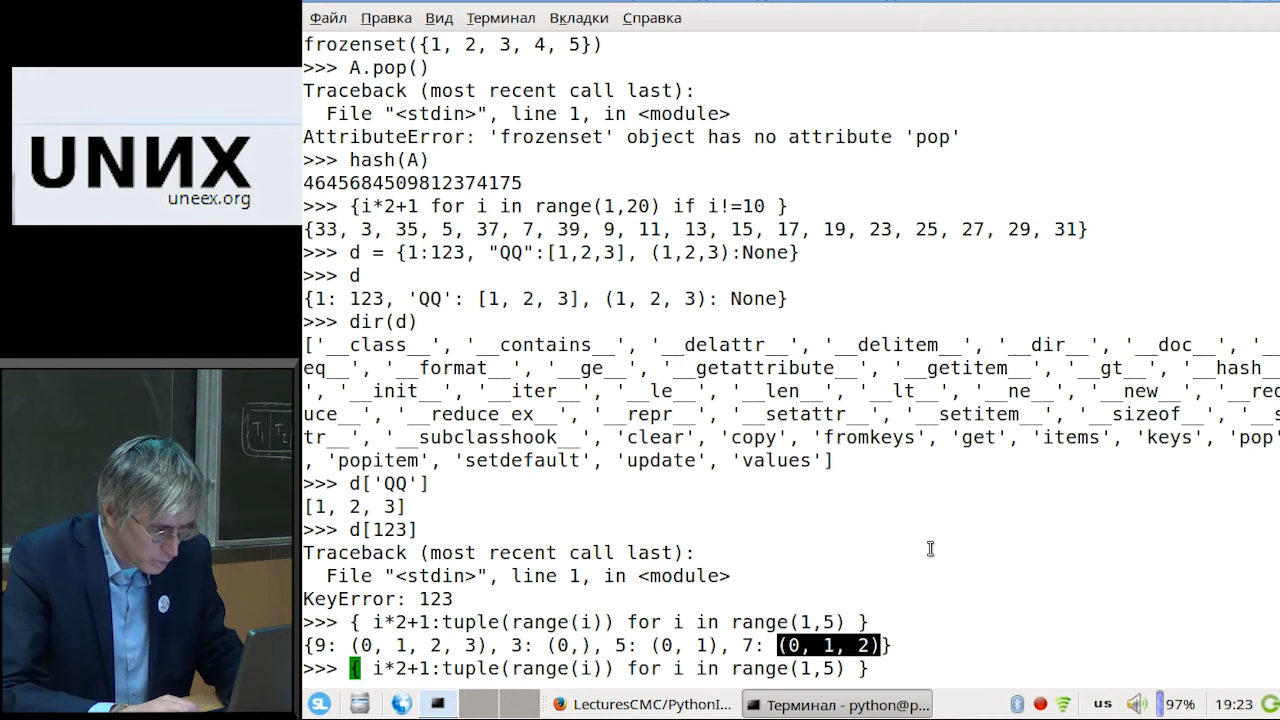 Файл Правка Вид Терминал Вкладки Справка
frozenset({1, 2, 3, 4, 5})
>>> A.pop()
Traceback (most recent call last):
  File "<stdin>", line 1, in <module>
AttributeError: 'frozenset' object has no attribute 'pop'
>>> hash(A)
4645684509812374175
>>> {i*2+1 for i in range(1,20) if i!=10 }
{33, 3, 35, 5, 37, 7, 39, 9, 11, 13, 15, 17, 19, 23, 25, 27, 29, 31}
>>> d = {1:123, "QQ":[1,2,3], (1,2,3):None}
>>> d
{1: 123, 'QQ': [1, 2, 3], (1, 2, 3): None}
>>> dir(d)
['__class__', '__contains__', '__delattr__', '__delitem__', '__dir__', '__doc__', '__
eq__', '__format__', '__ge__', '__getattribute__', '__getitem__', '__gt__', '__hash__
', '__init__', '__iter__', '__le__', '__len__', '__lt__', '__ne__', '__new__', '__red
uce__', '__reduce_ex__', '__repr__', '__setattr__', '__setitem__', '__sizeof__', '__s
tr__', '__subclasshook__', 'clear', 'copy', 'fromkeys', 'get', 'items', 'keys', 'pop'
, 'popitem', 'setdefault', 'update', 'values']
>>> d['QQ']
[1, 2, 3]
>>> d[123]
Traceback (most recent call last):
  File "<stdin>", line 1, in <module>
KeyError: 123
>>> { i*2+1:tuple(range(i)) for i in range(1,5) }
{9: (0, 1, 2, 3), 3: (0,), 5: (0, 1), 7: (0, 1, 2)}
>>> { i*2+1:tuple(range(i)) for i in range(1,5) }
LecturesCMC/PythonI... Терминал - python@p... us 97% 19:23
UNИX
uneex.org
T1 T2